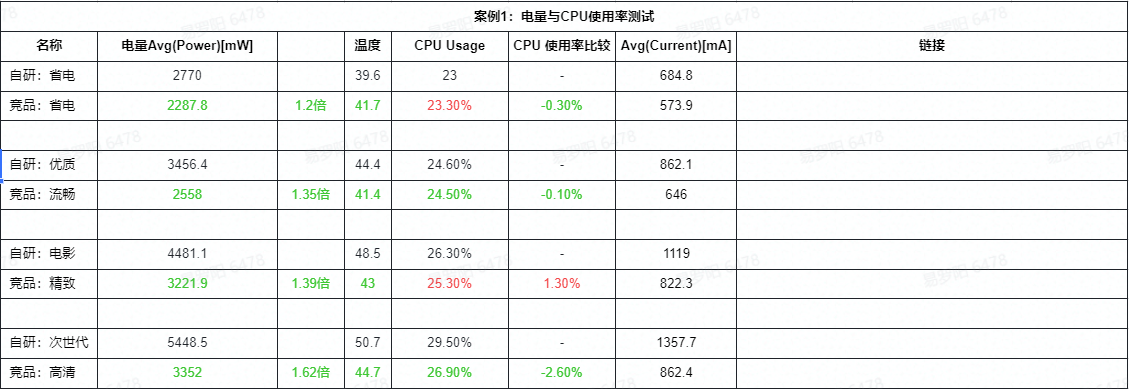 案例1：电量与CPU使用率测试
名称 电量Avg(Power)[mW] 温度 CPU Usage CPU 使用率比较 Avg(Current)[mA] 链接
自研：省电 2770 39.6 23 - 684.8
竞品：省电 2287.8 1.2倍 41.7 23.30% -0.30% 573.9
自研：优质 3456.4 44.4 24.60% - 862.1
竞品：流畅 2558 1.35倍 41.4 24.50% -0.10% 646
自研：电影 4481.1 48.5 26.30% - 1119
竞品：精致 3221.9 1.39倍 43 25.30% 1.30% 822.3
自研：次世代 5448.5 50.7 29.50% - 1357.7
竞品：高清 3352 1.62倍 44.7 26.90% -2.60% 862.4